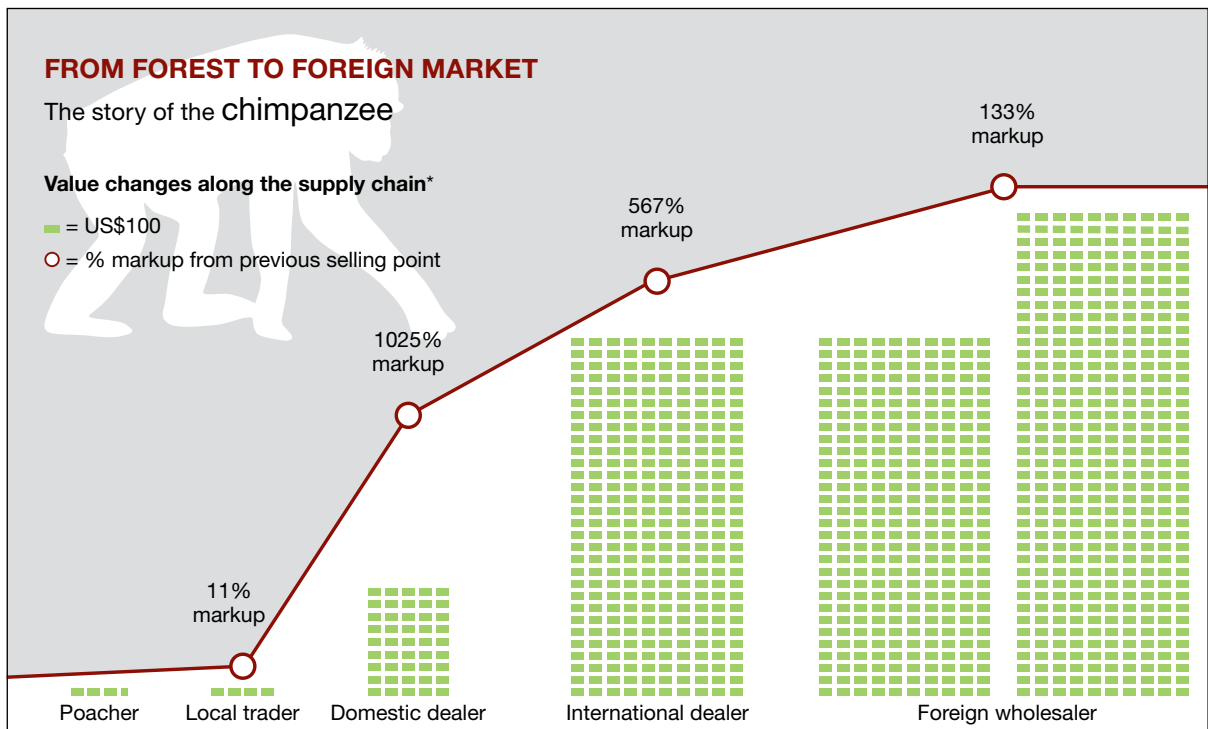 FROM FOREST TO FOREIGN MARKET
The story of the chimpanzee
Value changes along the supply chain*
= US$100
= % markup from previous selling point
133%
markup
567%
markup
1025%
markup
11%
markup
Poacher
Local trader
Domestic dealer
International dealer
Foreign wholesaler